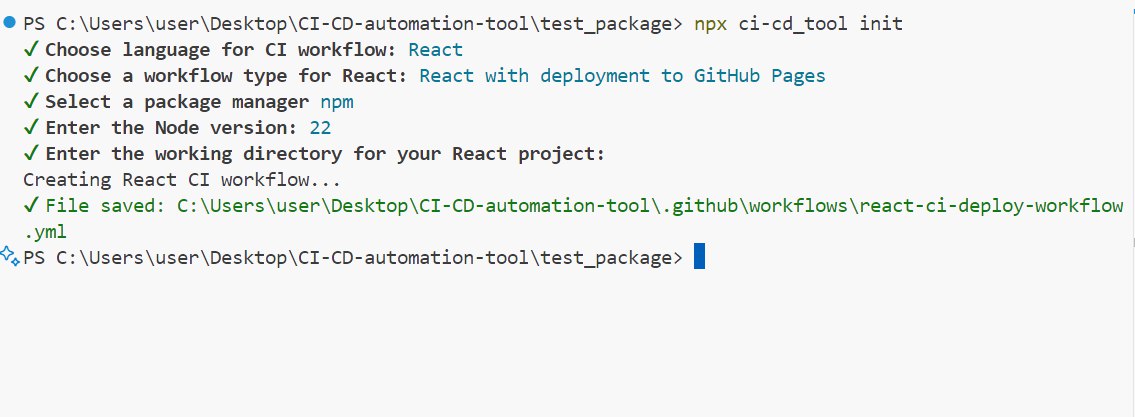 PS C:\Users\user\Desktop\CI-CD-automation-tool\test_package> npx ci-cd_tool init
✓ Choose language for CI workflow: React
✓ Choose a workflow type for React: React with deployment to GitHub Pages
✓ Select a package manager npm
✓ Enter the Node version: 22
✓ Enter the working directory for your React project:
Creating React CI workflow...
✓ File saved: C:\Users\user\Desktop\CI-CD-automation-tool\.github\workflows\react-ci-deploy-workflow
.yml
PS C:\Users\user\Desktop\CI-CD-automation-tool\test_package>